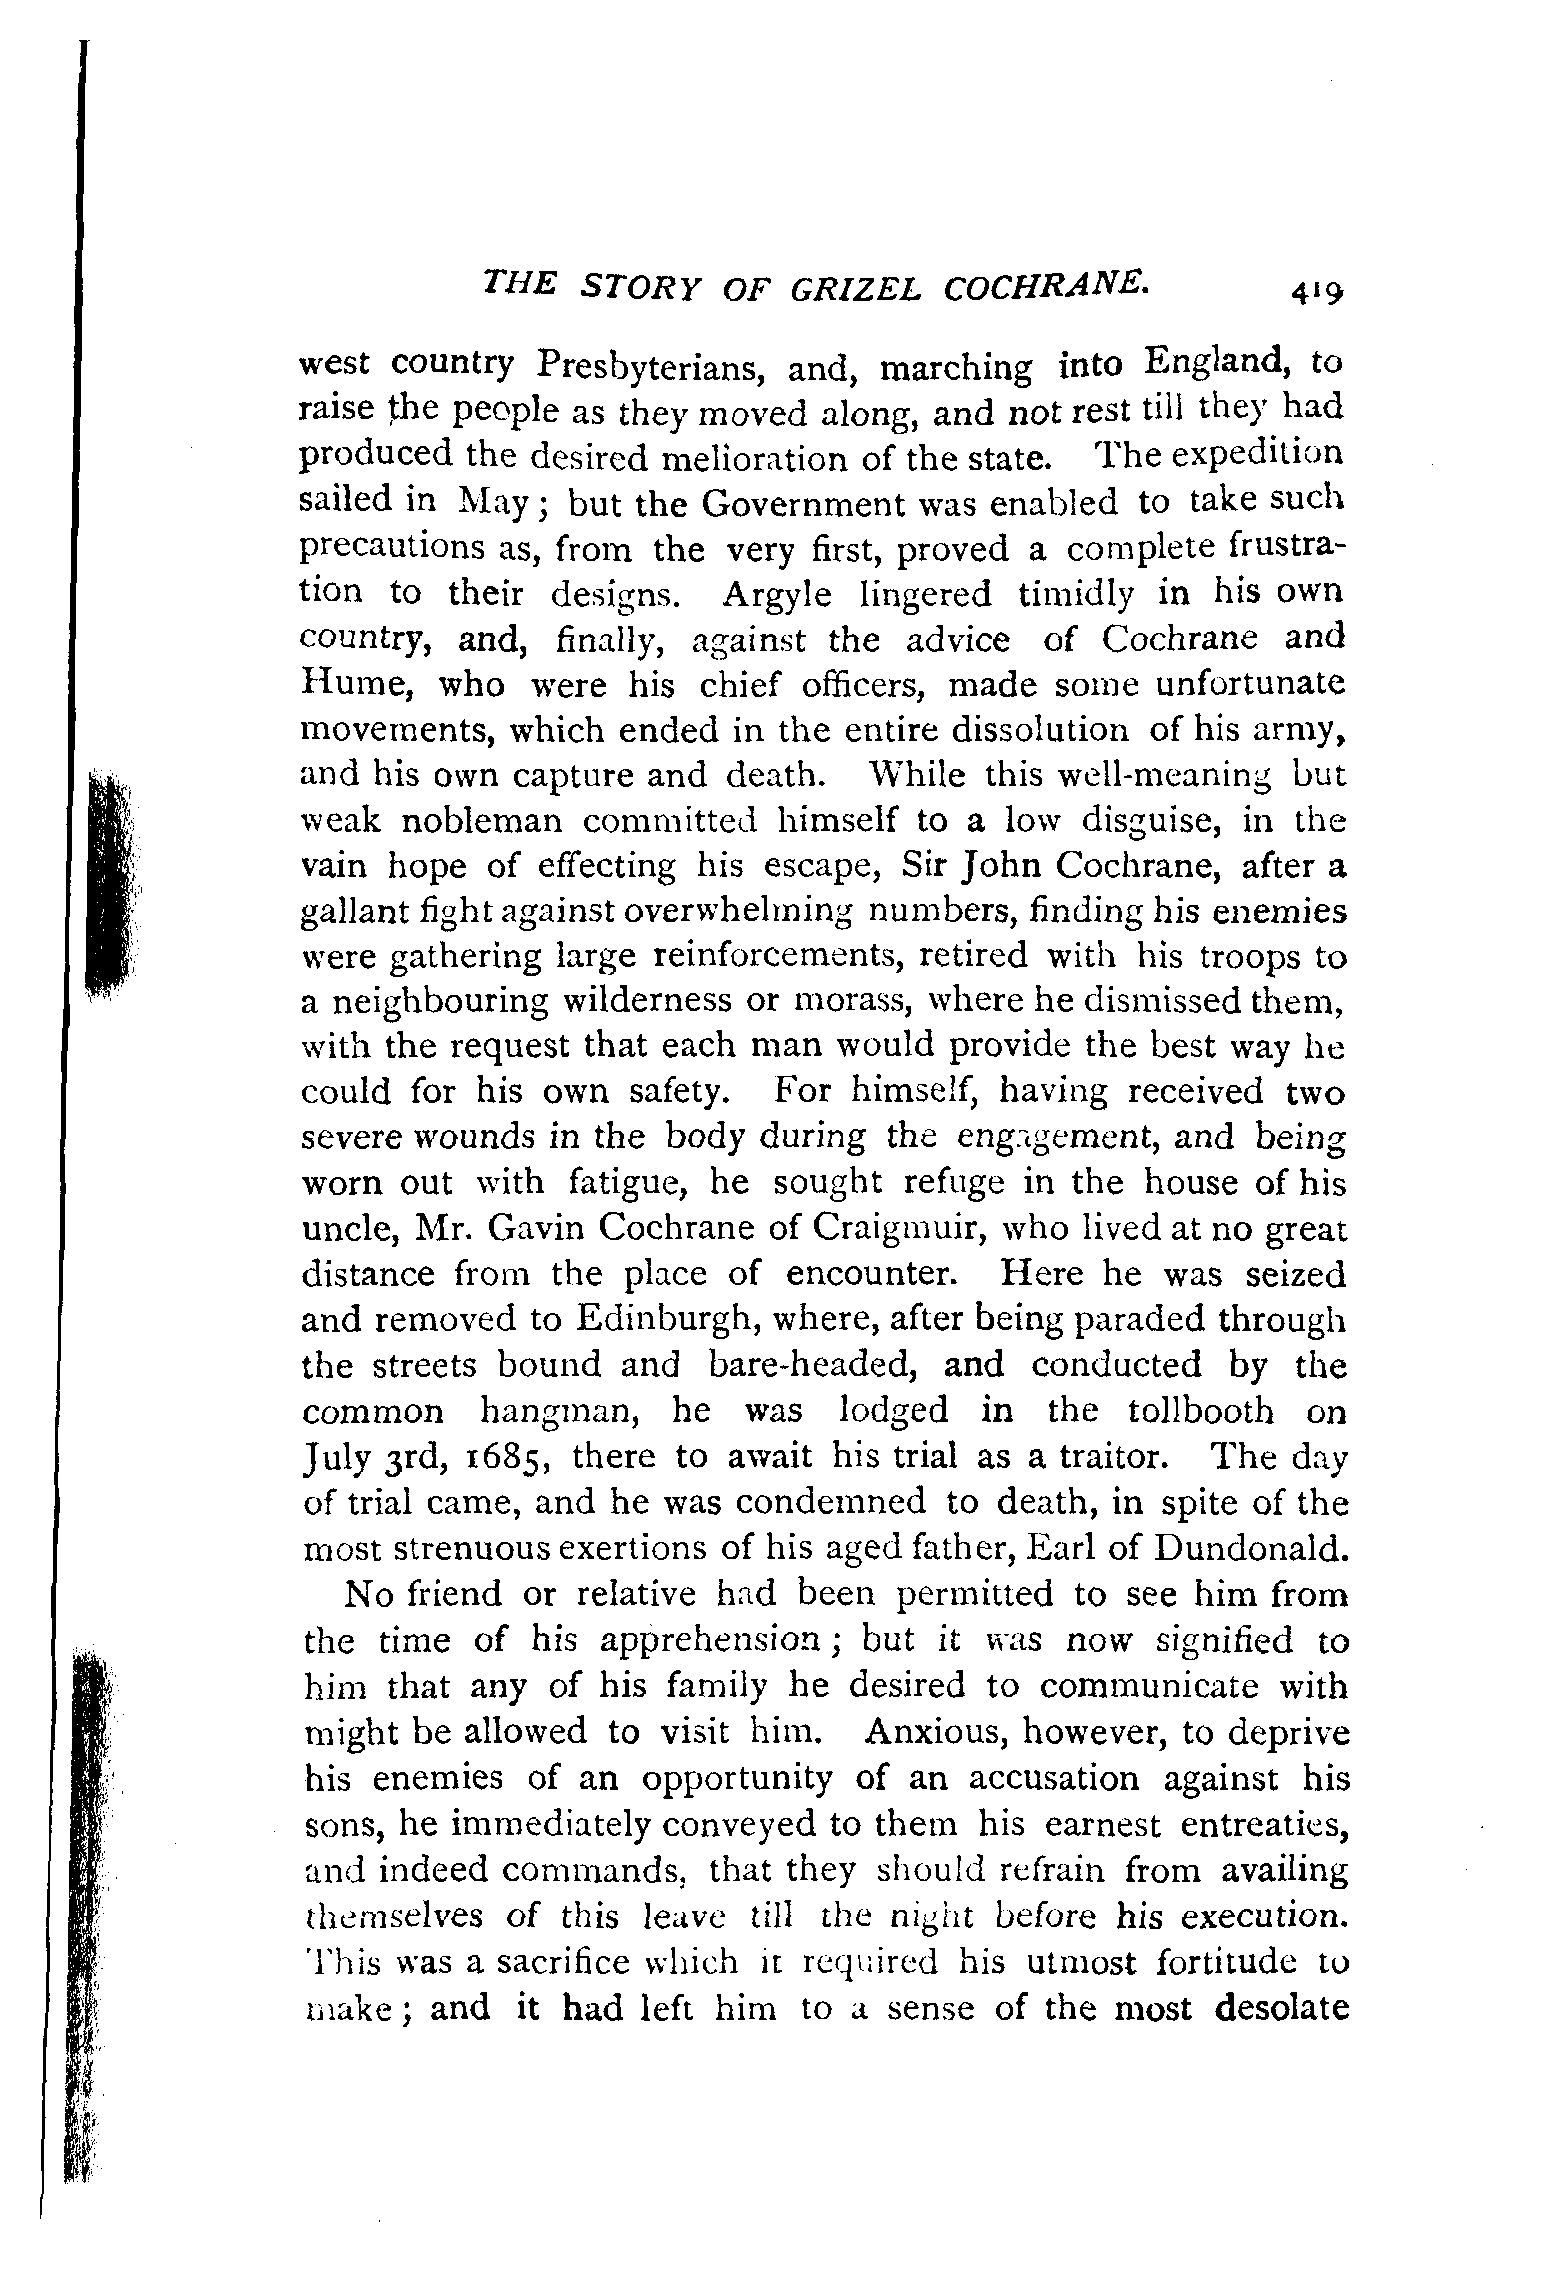 THE STORY OF GRIZEL COCHRANE. 419
west country Presbyterians, and, marching into England, to
raise the people as they moved along, and not rest till they had
produced the desired melioration of the state. The expedition
sailed in May; but the Government was enabled to take such
precautions as, from the very first, proved a complete frustra-
tion to their designs. Argyle lingered timidly in his own
country, and, finally, against the advice of Cochrane and
Hume, who were his chief officers, made some unfortunate
movements, which ended in the entire dissolution of his army,
and his own capture and death. While this well-meaning but
weak nobleman committed himself to a low disguise, in the
vain hope of effecting his escape, Sir John Cochrane, after a
gallant fight against overwhelming numbers, finding his enemies
were gathering large reinforcements, retired with his troops to
a neighbouring wilderness or morass, where he dismissed them,
with the request that each man would provide the best way he
could for his own safety. For himself, having received two
severe wounds in the body during the engagement, and being
worn out with fatigue, he sought refuge in the house of his
uncle, Mr. Gavin Cochrane of Craigmuir, who lived at no great
distance from the place of encounter. Here he was seized
and removed to Edinburgh, where, after being paraded through
the streets bound and bare-headed, and conducted by the
common hangman, he was lodged in the tollbooth on
July 3rd, 1685, there to await his trial as a traitor. The day
of trial came, and he was condemned to death, in spite of the
most strenuous exertions of his aged father, Earl of Dundonald.
No friend or relative had been permitted to see him from
the time of his apprehension; but it was now signified to
him that any of his family he desired to communicate with
might be allowed to visit him. Anxious, however, to deprive
his enemies of an opportunity of an accusation against his
sons, he immediately conveyed to them his earnest entreaties,
and indeed commands, that they should refrain from availing
themselves of this leave till the night before his execution.
This was a sacrifice which it required his utmost fortitude to
make; and it had left him to a sense of the most desolate